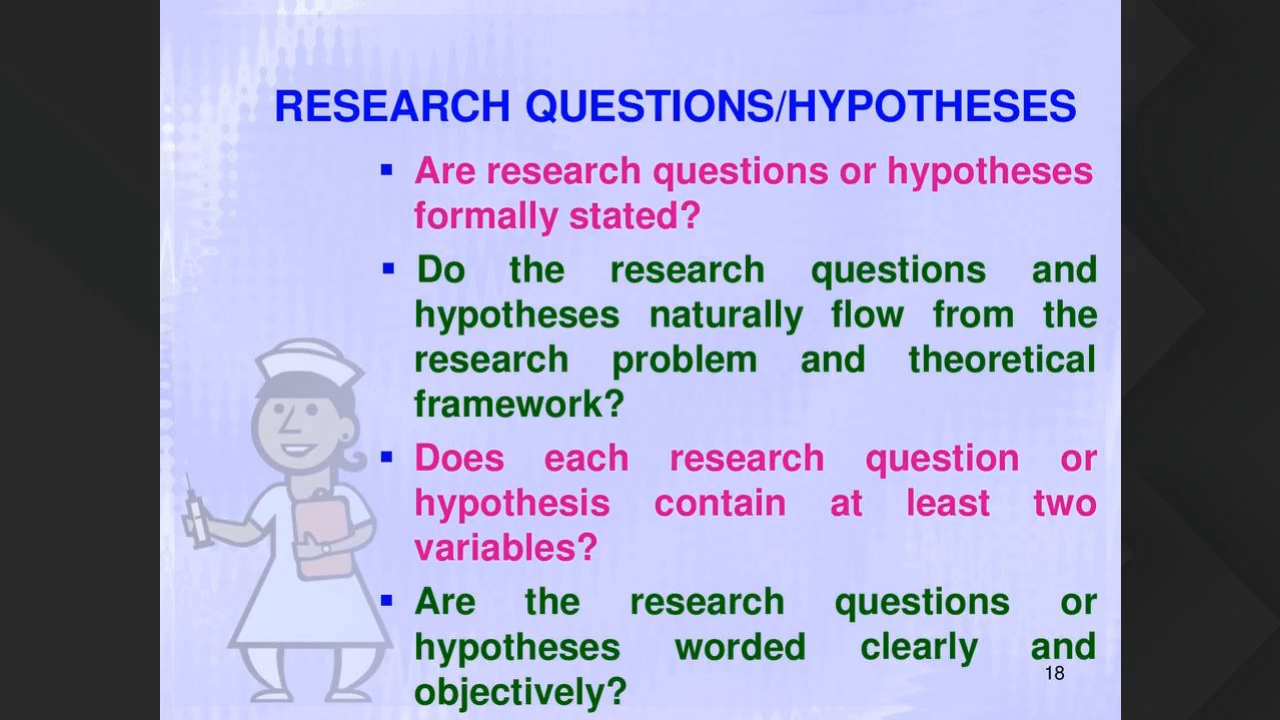 RESEARCH QUESTIONS/HYPOTHESES
▪ Are research questions or hypotheses
formally stated?
▪ Do the research questions and
hypotheses naturally flow from the
research problem and theoretical
framework?
▪ Does each research question or
hypothesis contain at least two
variables?
▪ Are the research questions or
hypotheses worded clearly and
objectively?
18